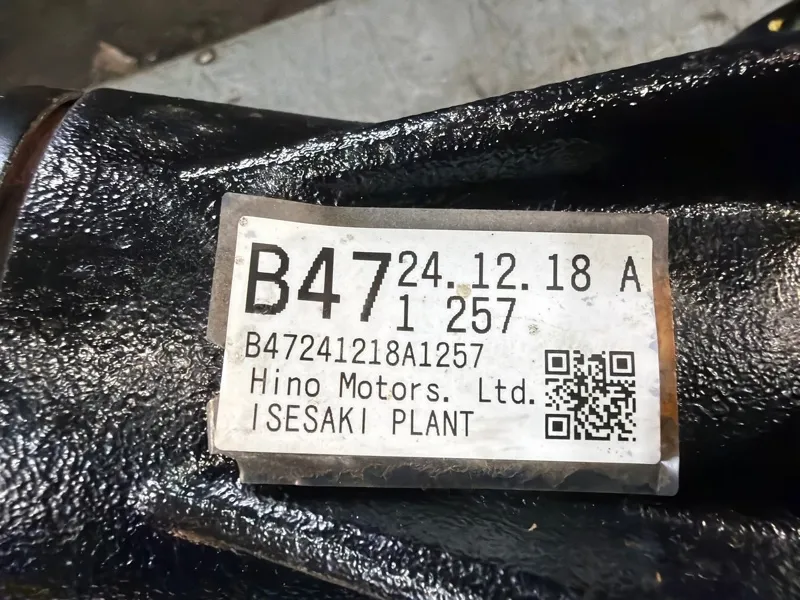 B47 24.12.18 A
1 257
B47241218A1257
Hino Motors. Ltd.
ISESAKI PLANT